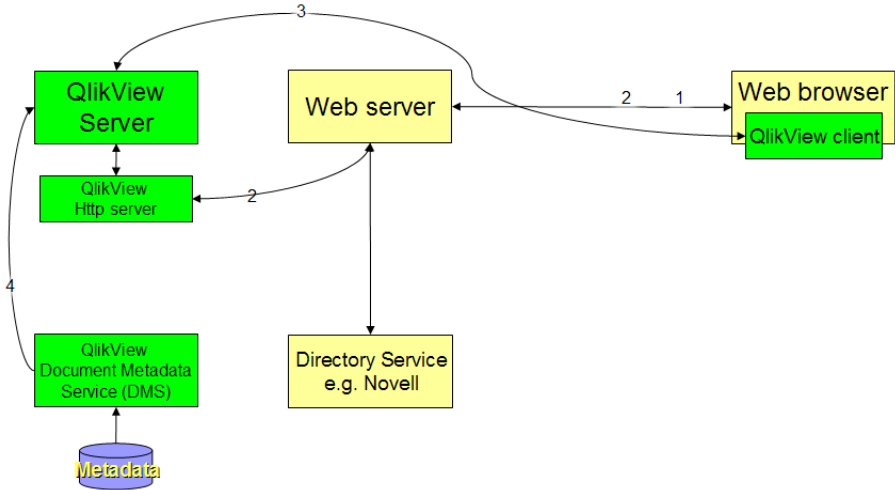 3
QlikView
Server
Web server
2
1
Web browser
QlikView client
QlikView
Http server
2
4
QlikView
Document Metadata
Service (DMS)
Directory Service
e.g. Novell
Metadata